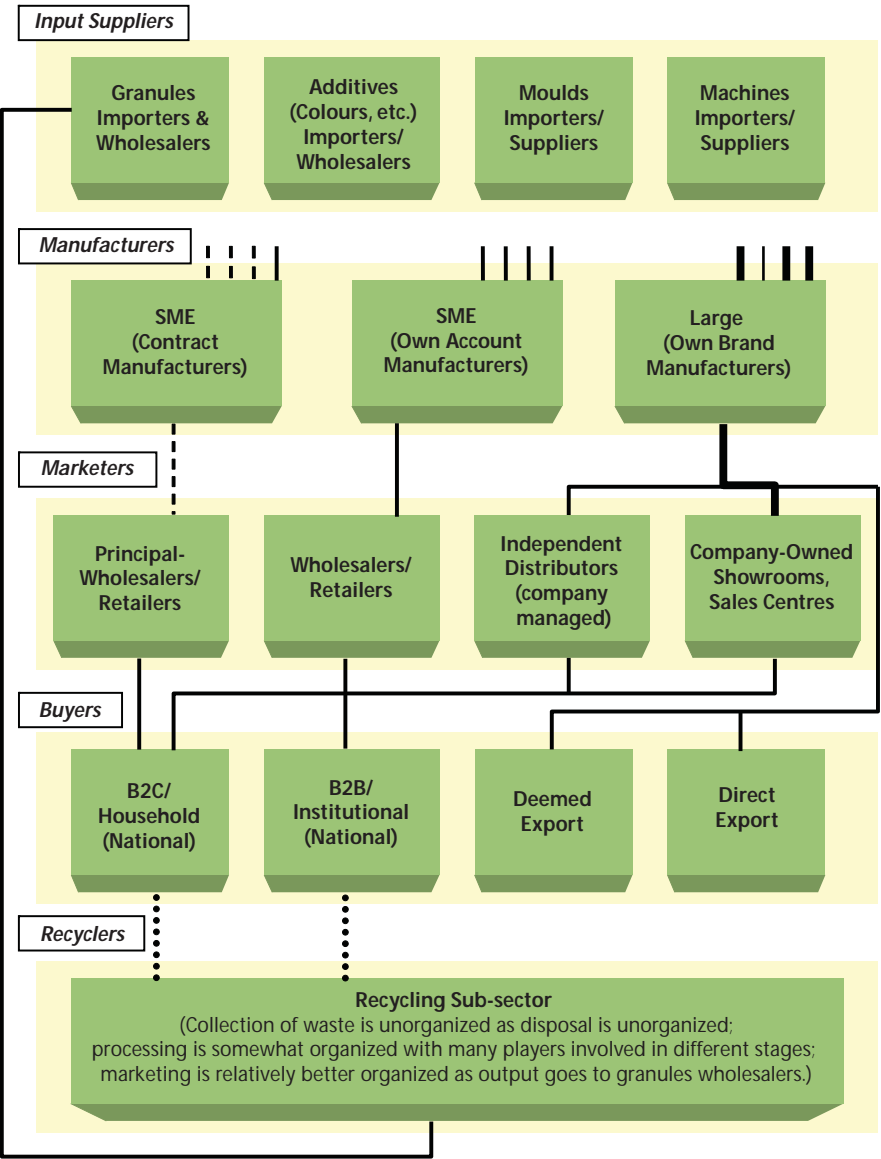 Input Suppliers
Granules
Importers &
Wholesalers
Additives
(Colours, etc.)
Importers/
Wholesalers
Moulds
Importers/
Suppliers
Machines
Importers/
Suppliers
Manufacturers
SME
(Contract
Manufacturers)
SME
(Own Account
Manufacturers)
Large
(Own Brand
Manufacturers)
Marketers
Principal-
Wholesalers/
Retailers
Wholesalers/
Retailers
Independent
Distributors
(company
managed)
Company-Owned
Showrooms,
Sales Centres
Buyers
B2C/
Household
(National)
B2B/
Institutional
(National)
Deemed
Export
Direct
Export
Recyclers
Recycling Sub-sector
(Collection of waste is unorganized as disposal is unorganized;
processing is somewhat organized with many players involved in different stages;
marketing is relatively better organized as output goes to granules wholesalers.)